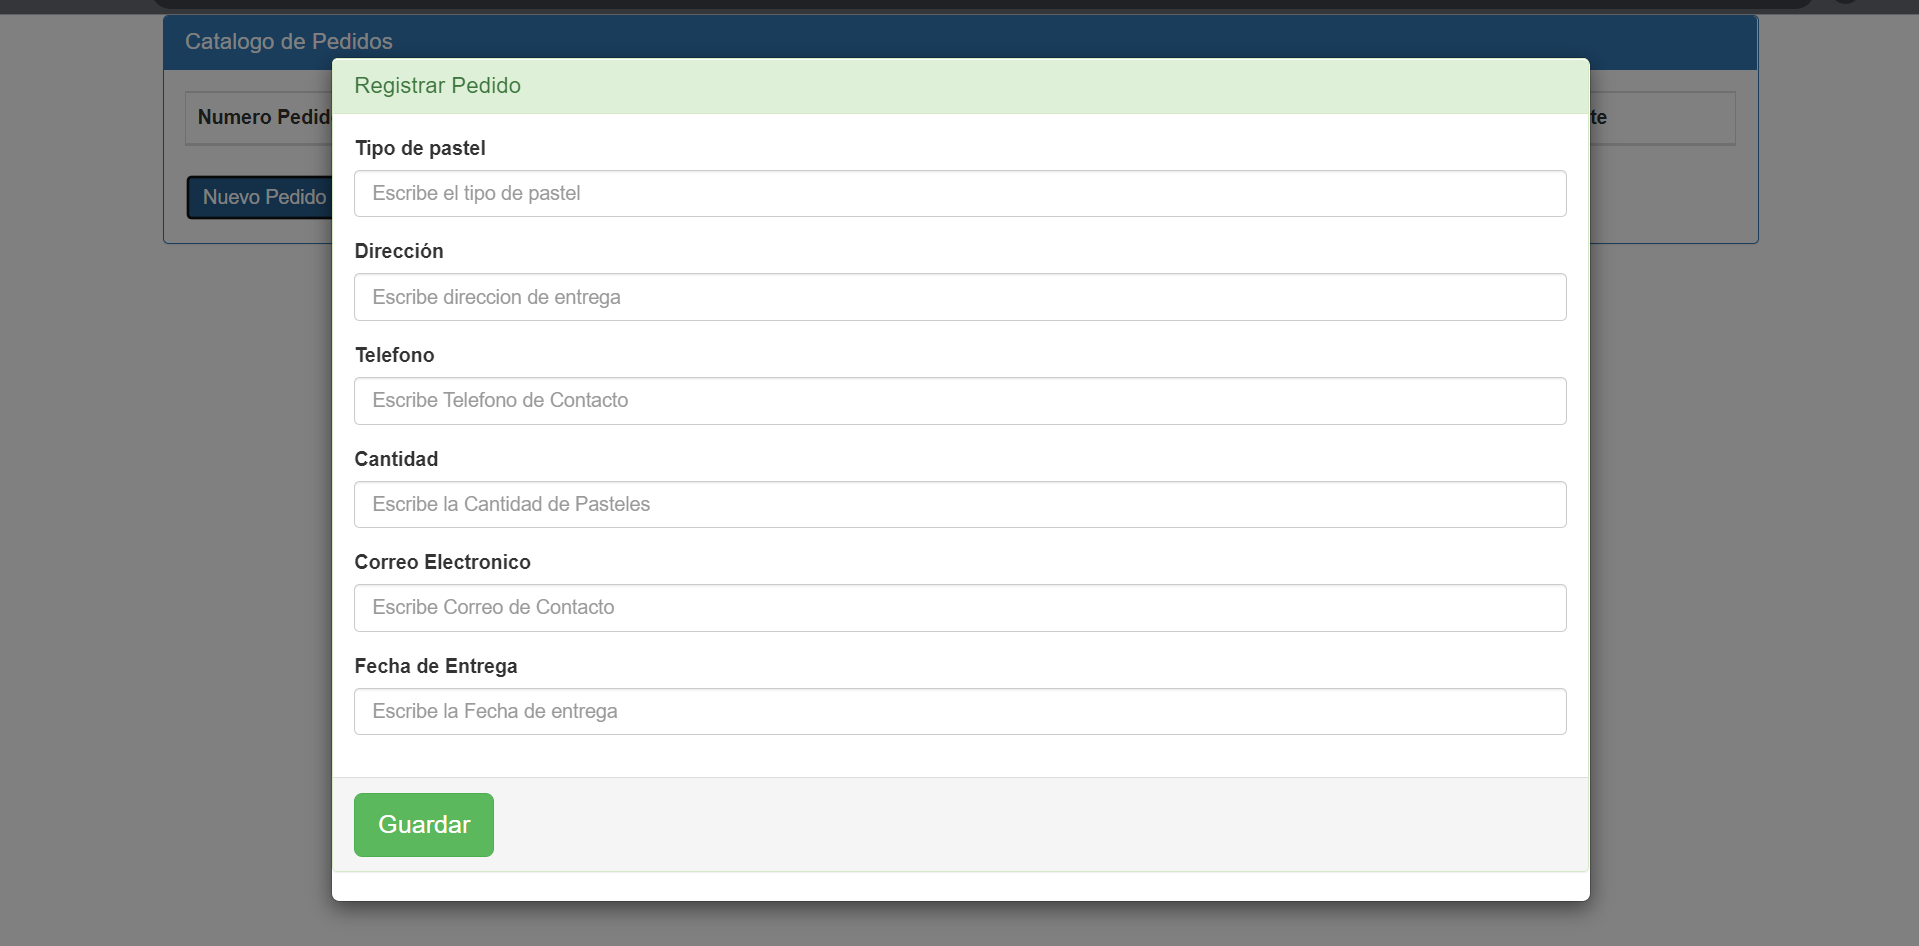 Catalogo de Pedidos
Registrar Pedido
Numero Pedid
te
Nuevo Pedido
Tipo de pastel
Escribe el tipo de pastel
Dirección
Escribe direccion de entrega
Telefono
Escribe Telefono de Contacto
Cantidad
Escribe la Cantidad de Pasteles
Correo Electronico
Escribe Correo de Contacto
Fecha de Entrega
Escribe la Fecha de entrega
Guardar